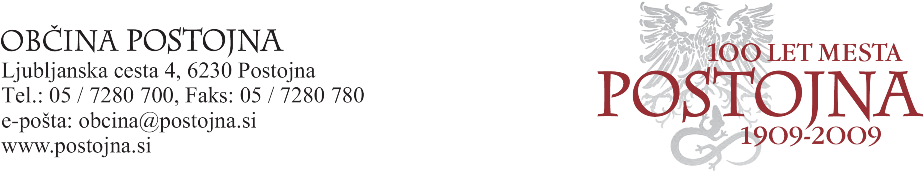 OBČINA POSTOJNA
Ljubljanska cesta 4, 6230 Postojna
Tel.: 05 / 7280 700, Faks: 05 / 7280 780
e-pošta: obcina@postojna.si
www.postojna.si
100 LET MESTA
POSTOJNA
1909-2009